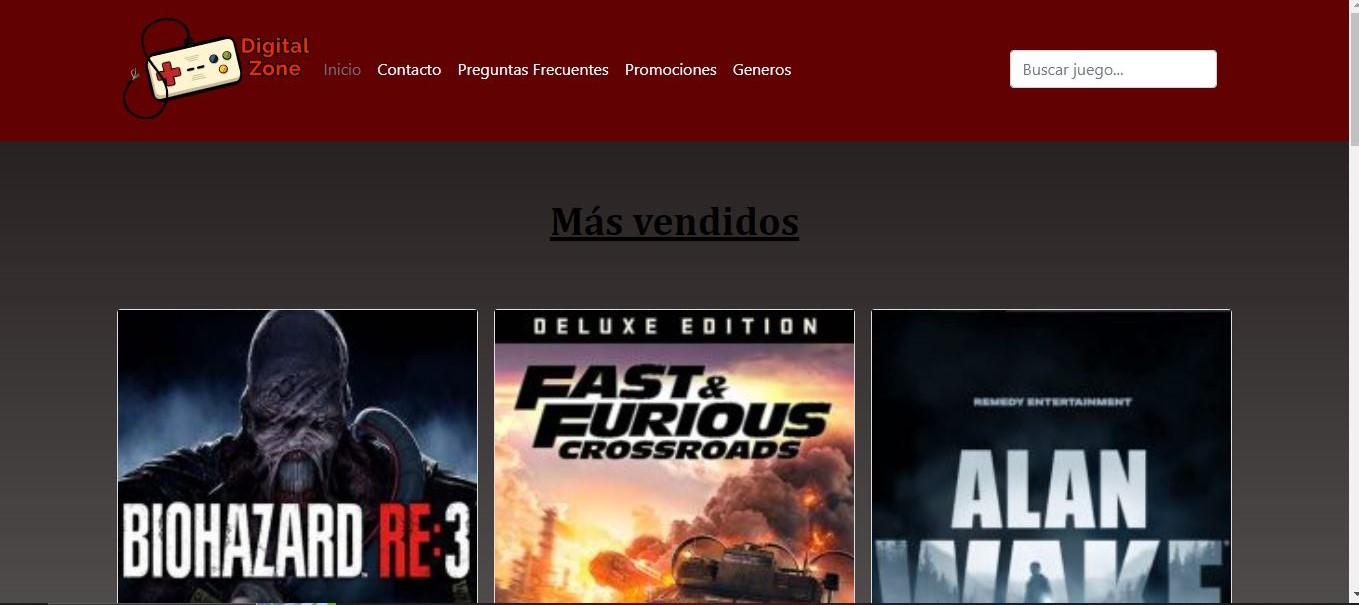 Digital
Zone
Inicio Contacto Preguntas Frecuentes Promociones Generos
Buscar juego...
Más vendidos
BIOHAZARD RE:3
DELUXE EDITION
FAST &
FURIOUS
CROSSROADS
REMEDY ENTERTAINMENT
ALAN
WAKE